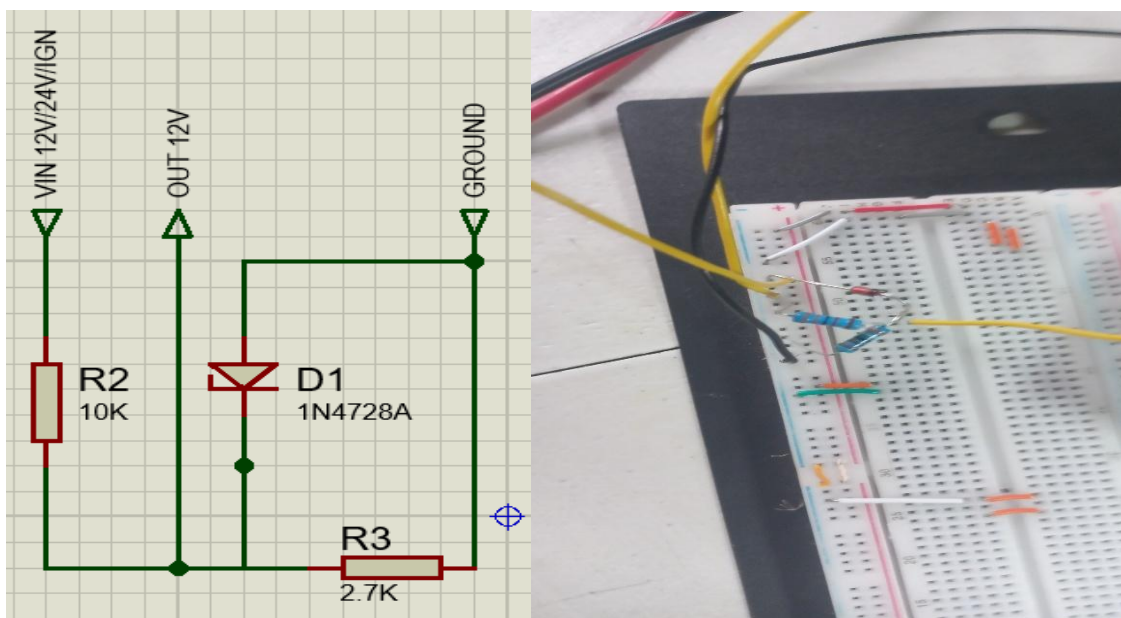 VIN 12V/24V/IGN
OUT 12V
GROUND
R2
10K
D1
1N4728A
R3
2.7K